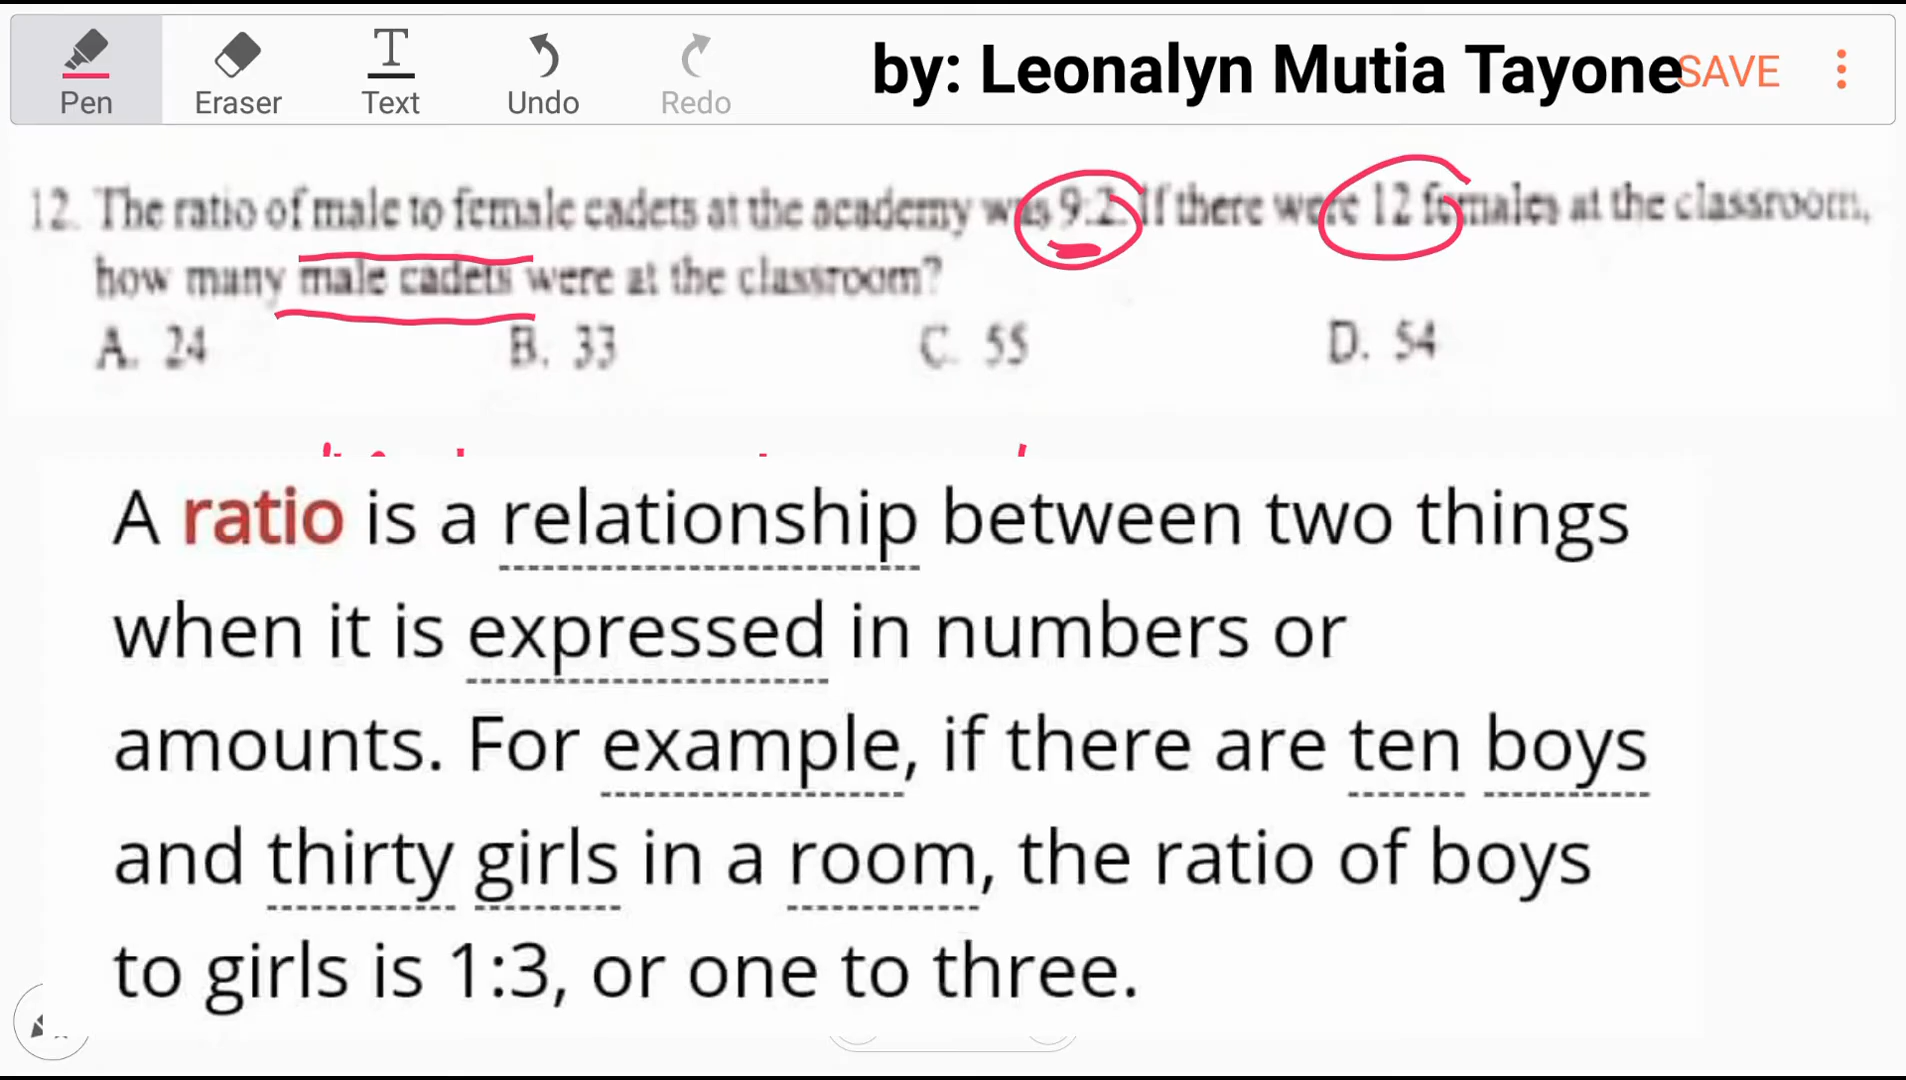 Pen Eraser Text Undo Redo by: Leonalyn Mutia Tayone SAVE
12. The ratio of male to female cadets at the academy was 9:2. If there were 12 females at the classroom,
how many male cadets were at the classroom?
A. 24 B. 33 C. 55 D. 54
A ratio is a relationship between two things
when it is expressed in numbers or
amounts. For example, if there are ten boys
and thirty girls in a room, the ratio of boys
to girls is 1:3, or one to three.